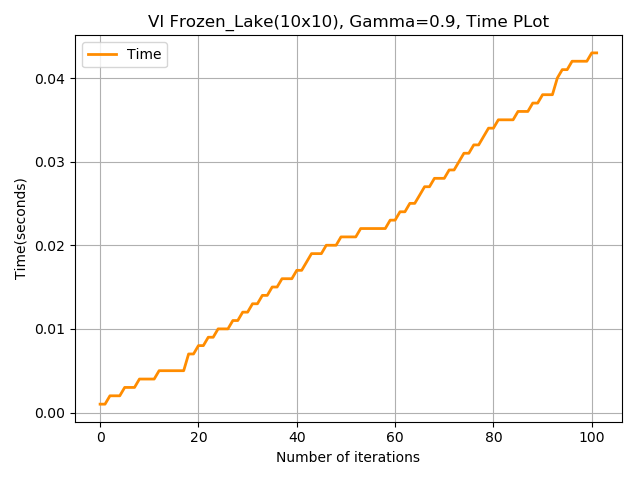 VI Frozen_Lake(10x10), Gamma=0.9, Time PLot
Time
0.04
0.03
0.02
0.01
0.00
Time(seconds)
0 20 40 60 80 100
Number of iterations